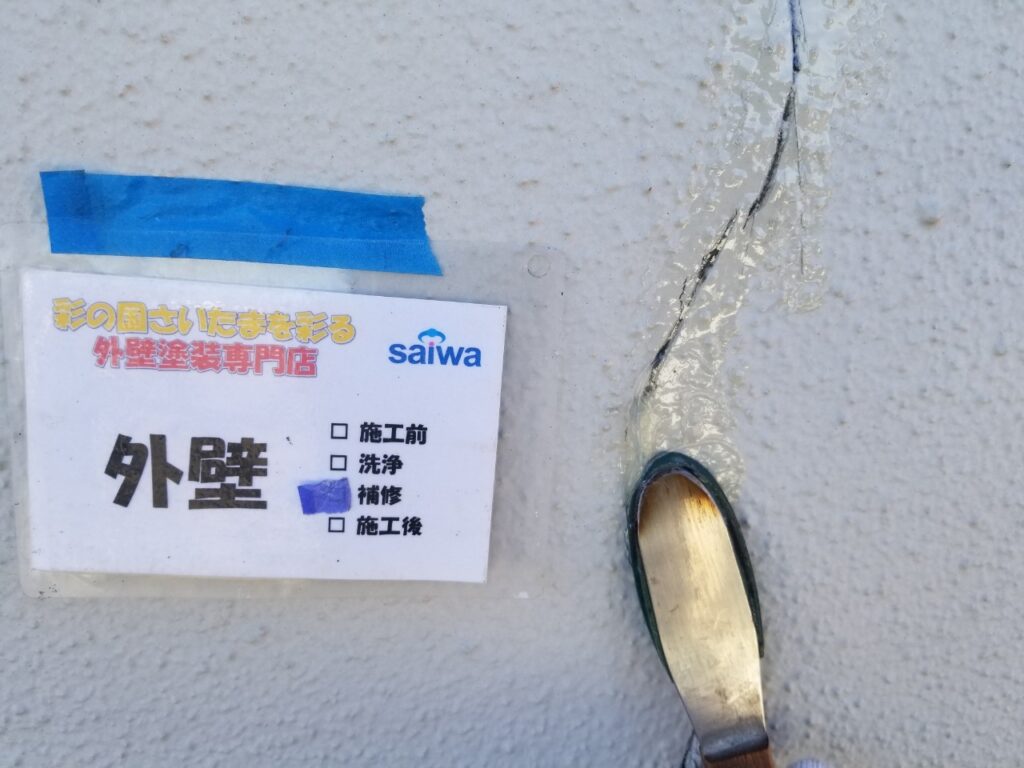 彩の国さいたまを彩る
外壁塗装専門店
saiwa
外壁
□ 施工前
□ 洗浄
補修
□ 施工後